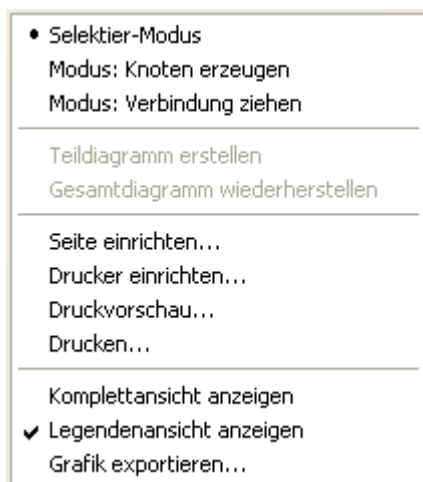 Selektier-Modus
Modus: Knoten erzeugen
Modus: Verbindung ziehen
Teildiagramm erstellen
Gesamtdiagramm wiederherstellen
Seite einrichten...
Drucker einrichten...
Druckvorschau...
Drucken...
Komplettansicht anzeigen
Legendenansicht anzeigen
Grafik exportieren...